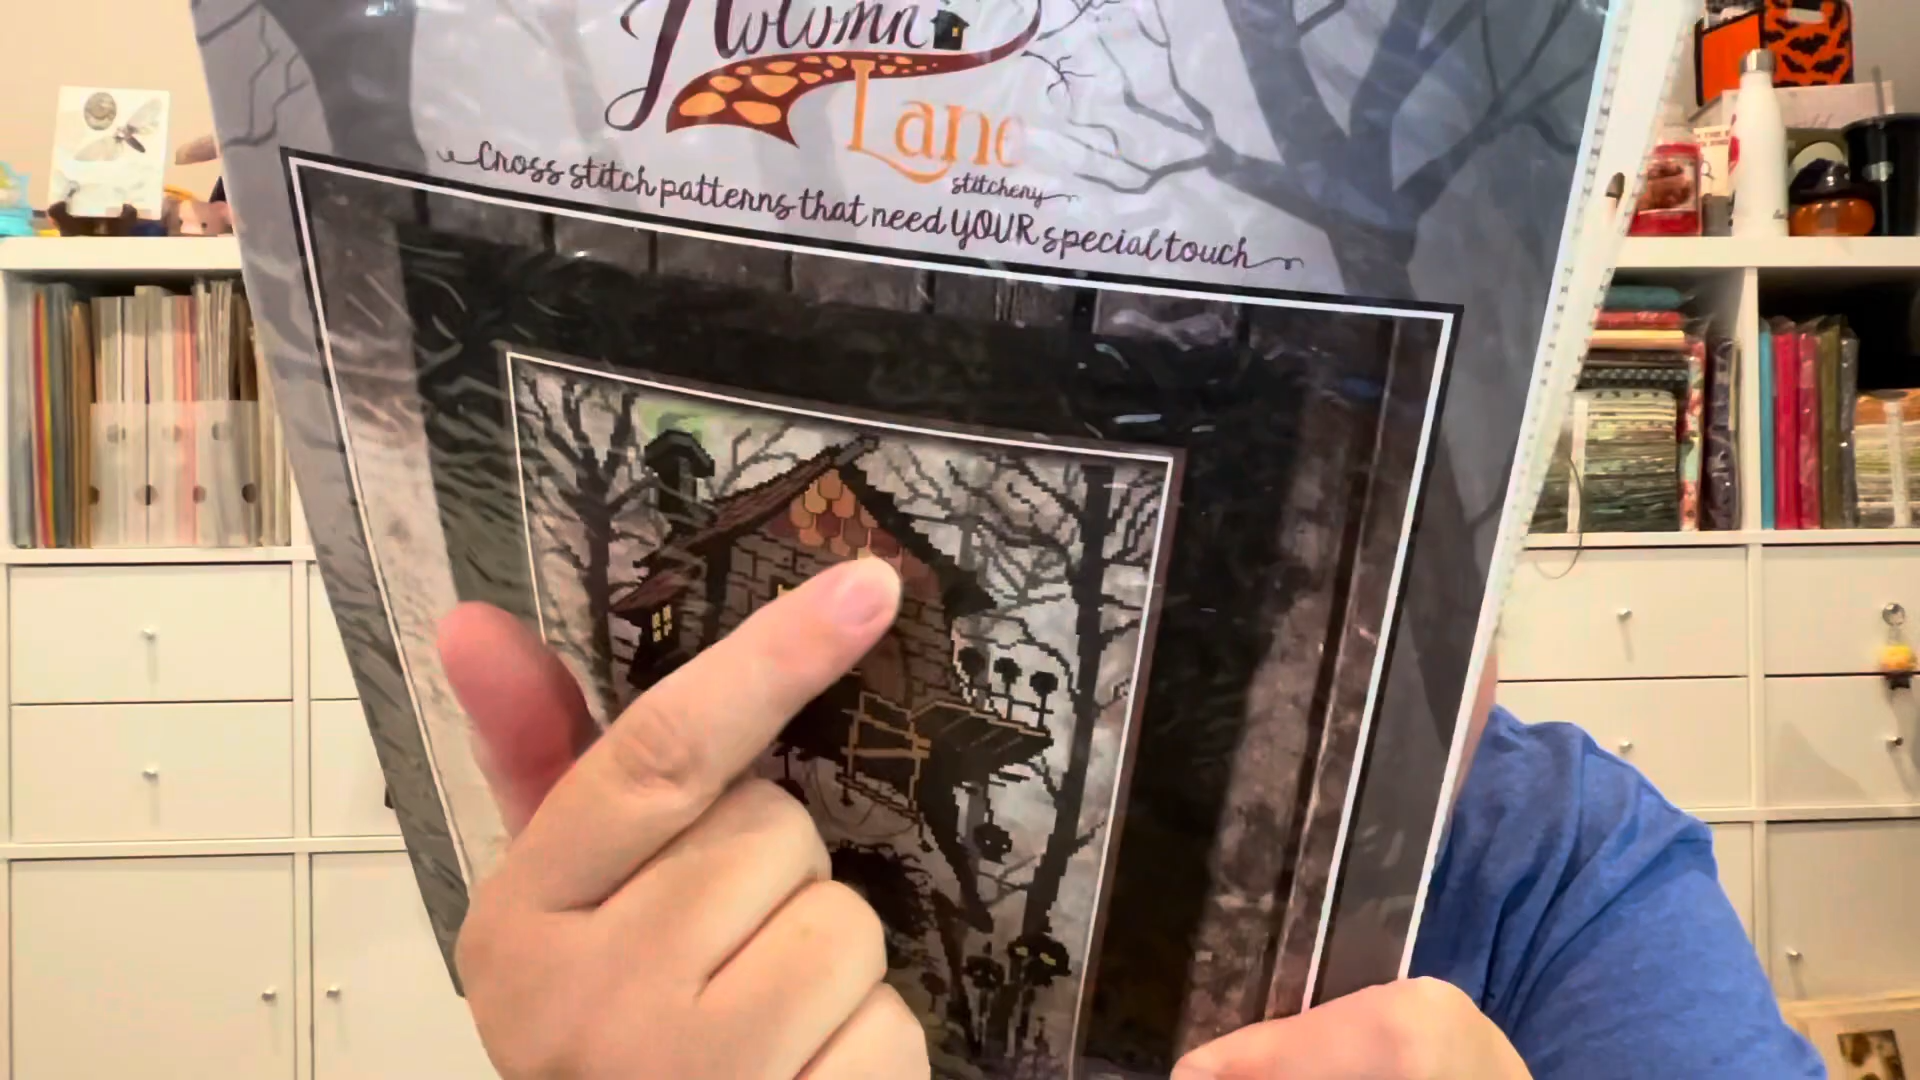 Autumn
Lane
stitchery
Cross stitch patterns that need YOUR special touch